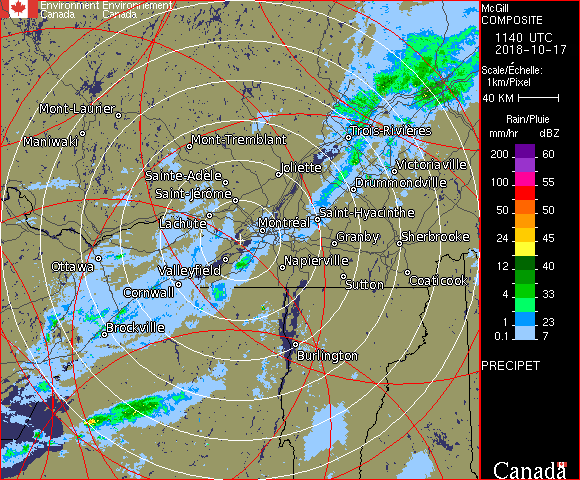 Environment Environnement
Canada Canada
McGill
COMPOSITE
1140 UTC
2018-10-17
Scale/Échelle:
1km/Pixel
40 KM
Rain/Pluie
mm/hr dBZ
200 60
55
100 55
50 50
24 45
12 40
4 33
1 23
0.1 7
PRECIPET
Canada
Mont-Laurier
Maniwaki
Mont-Tremblant
Trois-Rivières
Sainte-Adèle
Joliette
Victoriaville
Saint-Jérôme
Drummondville
Lachute
Montréal
Saint-Hyacinthe
Granby
Sherbrooke
Ottawa
Valleyfield
Napierville
Cornwall
Sutton
Coaticook
Brockville
Burlington